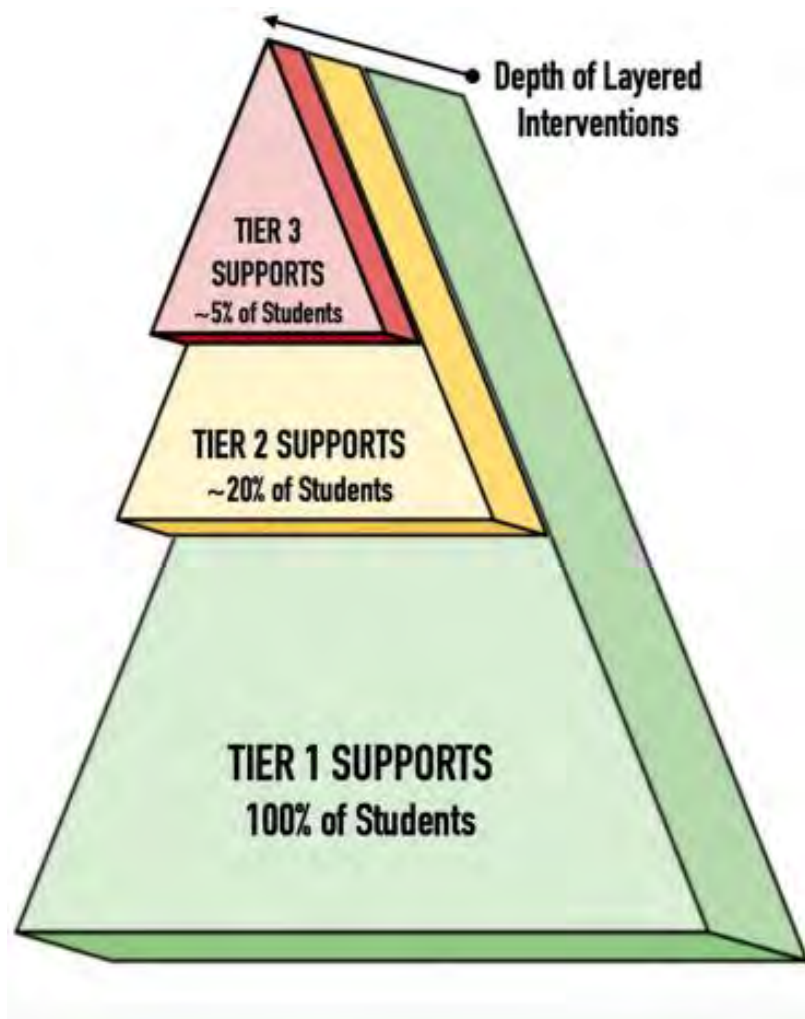 Depth of Layered
Interventions
TIER 3
SUPPORTS
~5% of Students
TIER 2 SUPPORTS
~20% of Students
TIER 1 SUPPORTS
100% of Students